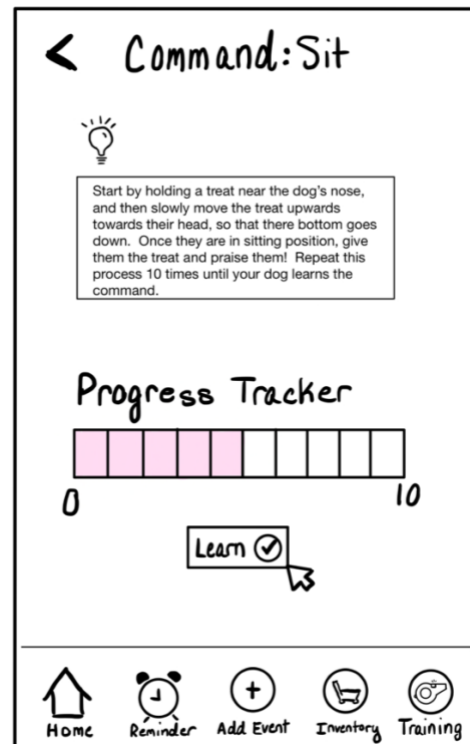 < Command: Sit
Start by holding a treat near the dog's nose,
and then slowly move the treat upwards
towards their head, so that there bottom goes
down.  Once they are in sitting position, give
them the treat and praise them!  Repeat this
process 10 times until your dog learns the
command.
Progress Tracker
0 10
Learn
Home Reminder Add Event Inventory Training